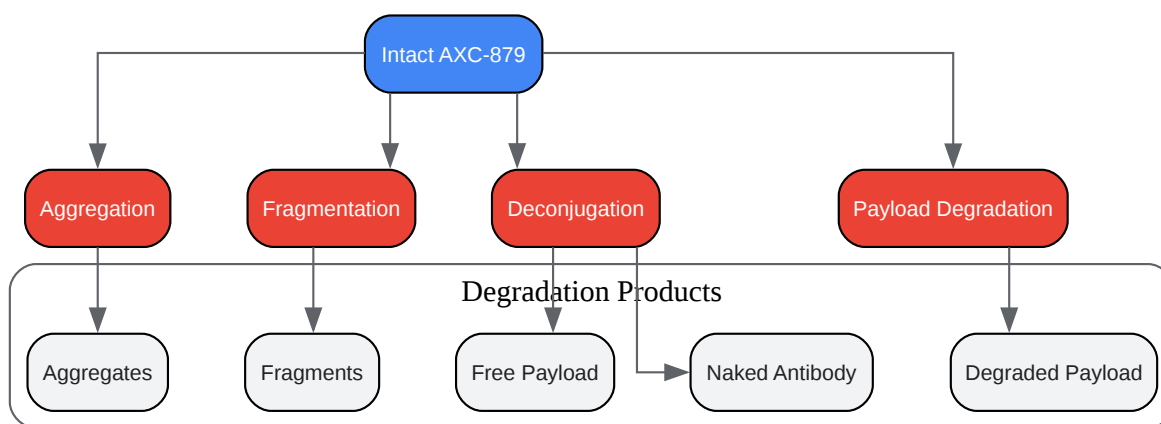 Intact AXC-879
Aggregation
Fragmentation
Deconjugation
Payload Degradation
Degradation Products
Aggregates
Fragments
Free Payload
Naked Antibody
Degraded Payload